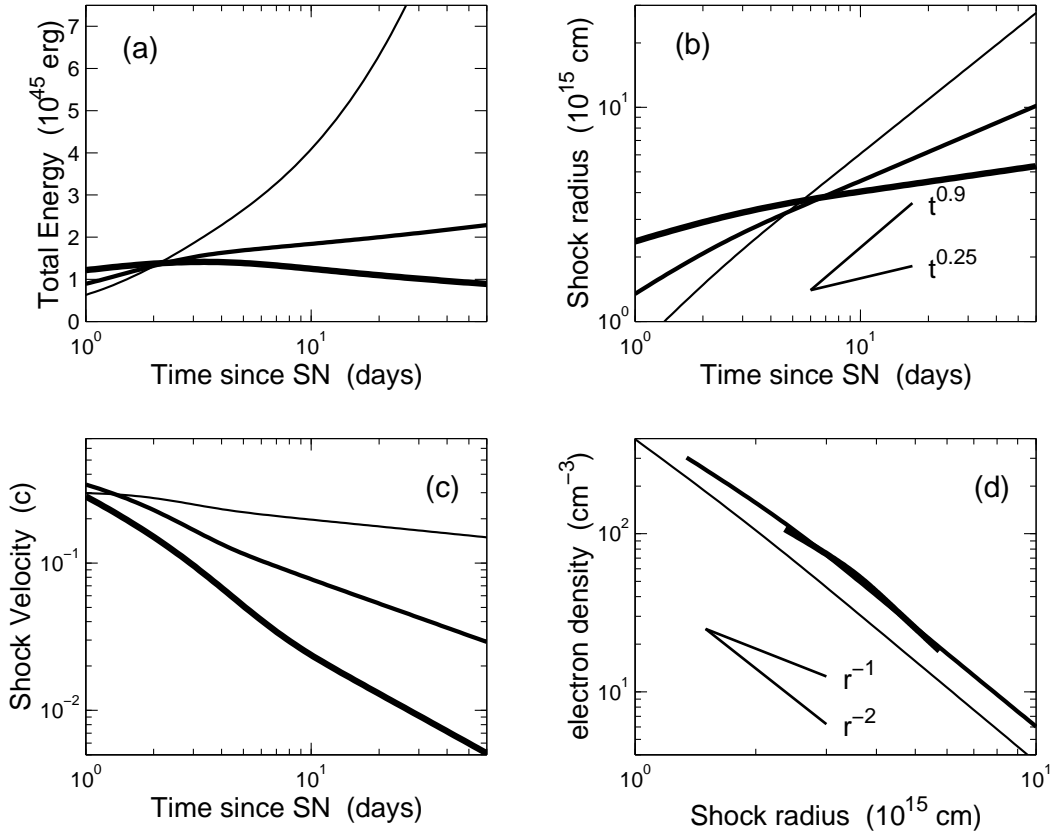 (a)
Total Energy (10^45 erg)
7
6
5
4
3
2
1
0
10^0
10^1
Time since SN (days)
(b)
Shock radius (10^15 cm)
10^1
10^0
t^0.9
t^0.25
10^0
10^1
Time since SN (days)
(c)
Shock Velocity (c)
10^-1
10^-2
10^0
10^1
Time since SN (days)
(d)
electron density (cm^-3)
10^2
10^1
r^-1
r^-2
10^0
10^1
Shock radius (10^15 cm)